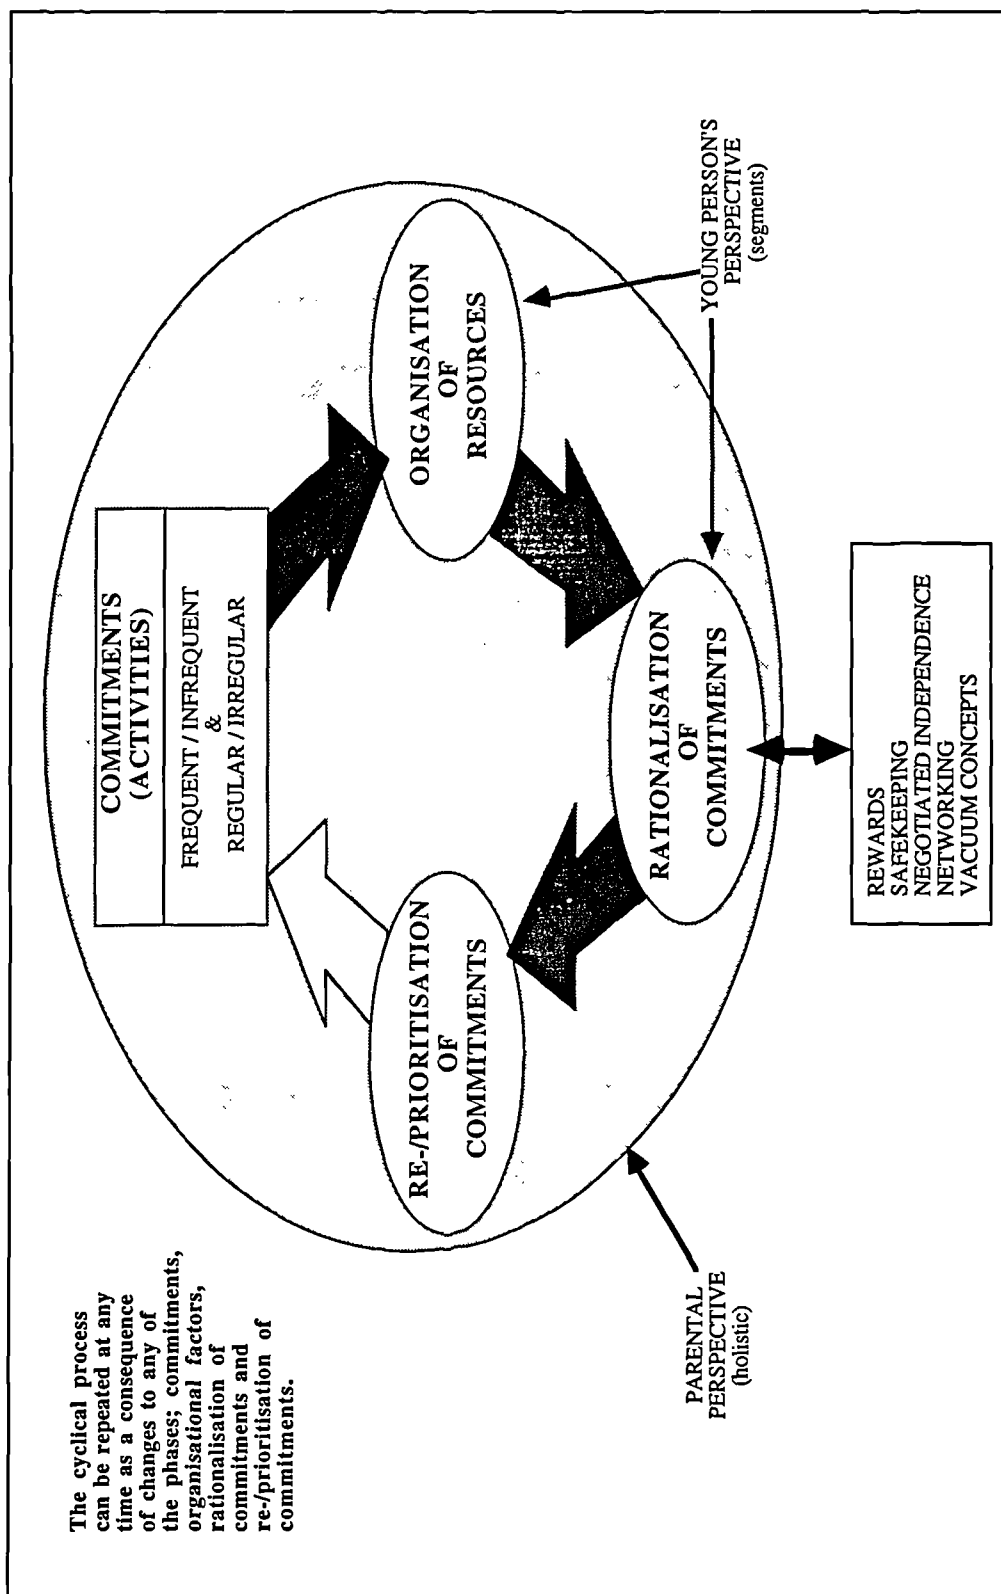 The cyclical process
can be repeated at any
time as a consequence
of changes to any of
the phases; commitments,
organisational factors,
rationalisation of
commitments and
re-/prioritisation of
commitments.
COMMITMENTS
(ACTIVITIES)
FREQUENT / INFREQUENT
&
REGULAR / IRREGULAR
ORGANISATION
OF
RESOURCES
RATIONALISATION
OF
COMMITMENTS
RE-/PRIORITISATION
OF
COMMITMENTS
PARENTAL
PERSPECTIVE
(holistic)
YOUNG PERSON'S
PERSPECTIVE
(segments)
REWARDS
SAFEKEEPING
NEGOTIATED INDEPENDENCE
NETWORKING
VACUUM CONCEPTS